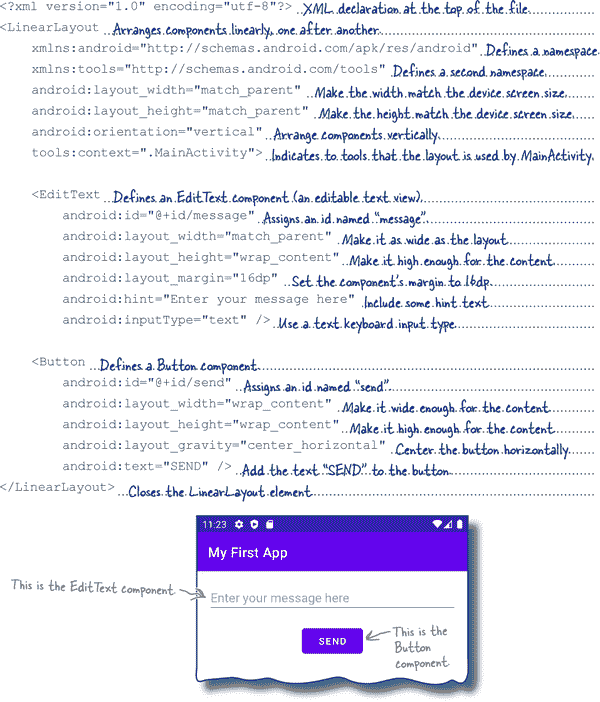 <?xml version="1.0" encoding="utf-8"?> XML declaration at the top of the file
<LinearLayout Arranges components linearly, one after another
xmlns:android="http://schemas.android.com/apk/res/android" Defines a namespace
xmlns:tools="http://schemas.android.com/tools" Defines a second namespace
android:layout_width="match_parent" Make the width match the device screen size
android:layout_height="match_parent" Make the height match the device screen size
android:orientation="vertical" Arrange components vertically
tools:context=".MainActivity"> Indicates to tools that the layout is used by MainActivity.
<EditText Defines an EditText component (an editable text view)
android:id="@+id/message" Assigns an id named "message"
android:layout_width="match_parent" Make it as wide as the layout
android:layout_height="wrap_content" Make it high enough for the content
android:layout_margin="16dp" Set the component's margin to 16dp
android:hint="Enter your message here" Include some hint text
android:inputType="text" /> Use a text keyboard input type
<Button Defines a Button component
android:id="@+id/send" Assigns an id named "send"
android:layout_width="wrap_content" Make it wide enough for the content
android:layout_height="wrap_content" Make it high enough for the content
android:layout_gravity="center_horizontal" Center the button horizontally
android:text="SEND" /> Add the text "SEND" to the button
</LinearLayout> Closes the LinearLayout element
11:23
My First App
This is the EditText component
Enter your message here
SEND
This is the
Button
component